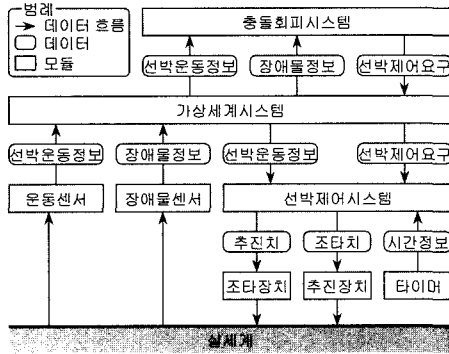 범례
데이터 흐름
데이터
모듈
충돌회피시스템
선박운동정보 장애물정보 선박제어요구
가상세계시스템
선박운동정보 장애물정보 선박운동정보 선박제어요구
운동센서 장애물센서 선박제어시스템
추진치 조타치 시간정보
조타장치 추진장치 타이머
실세계